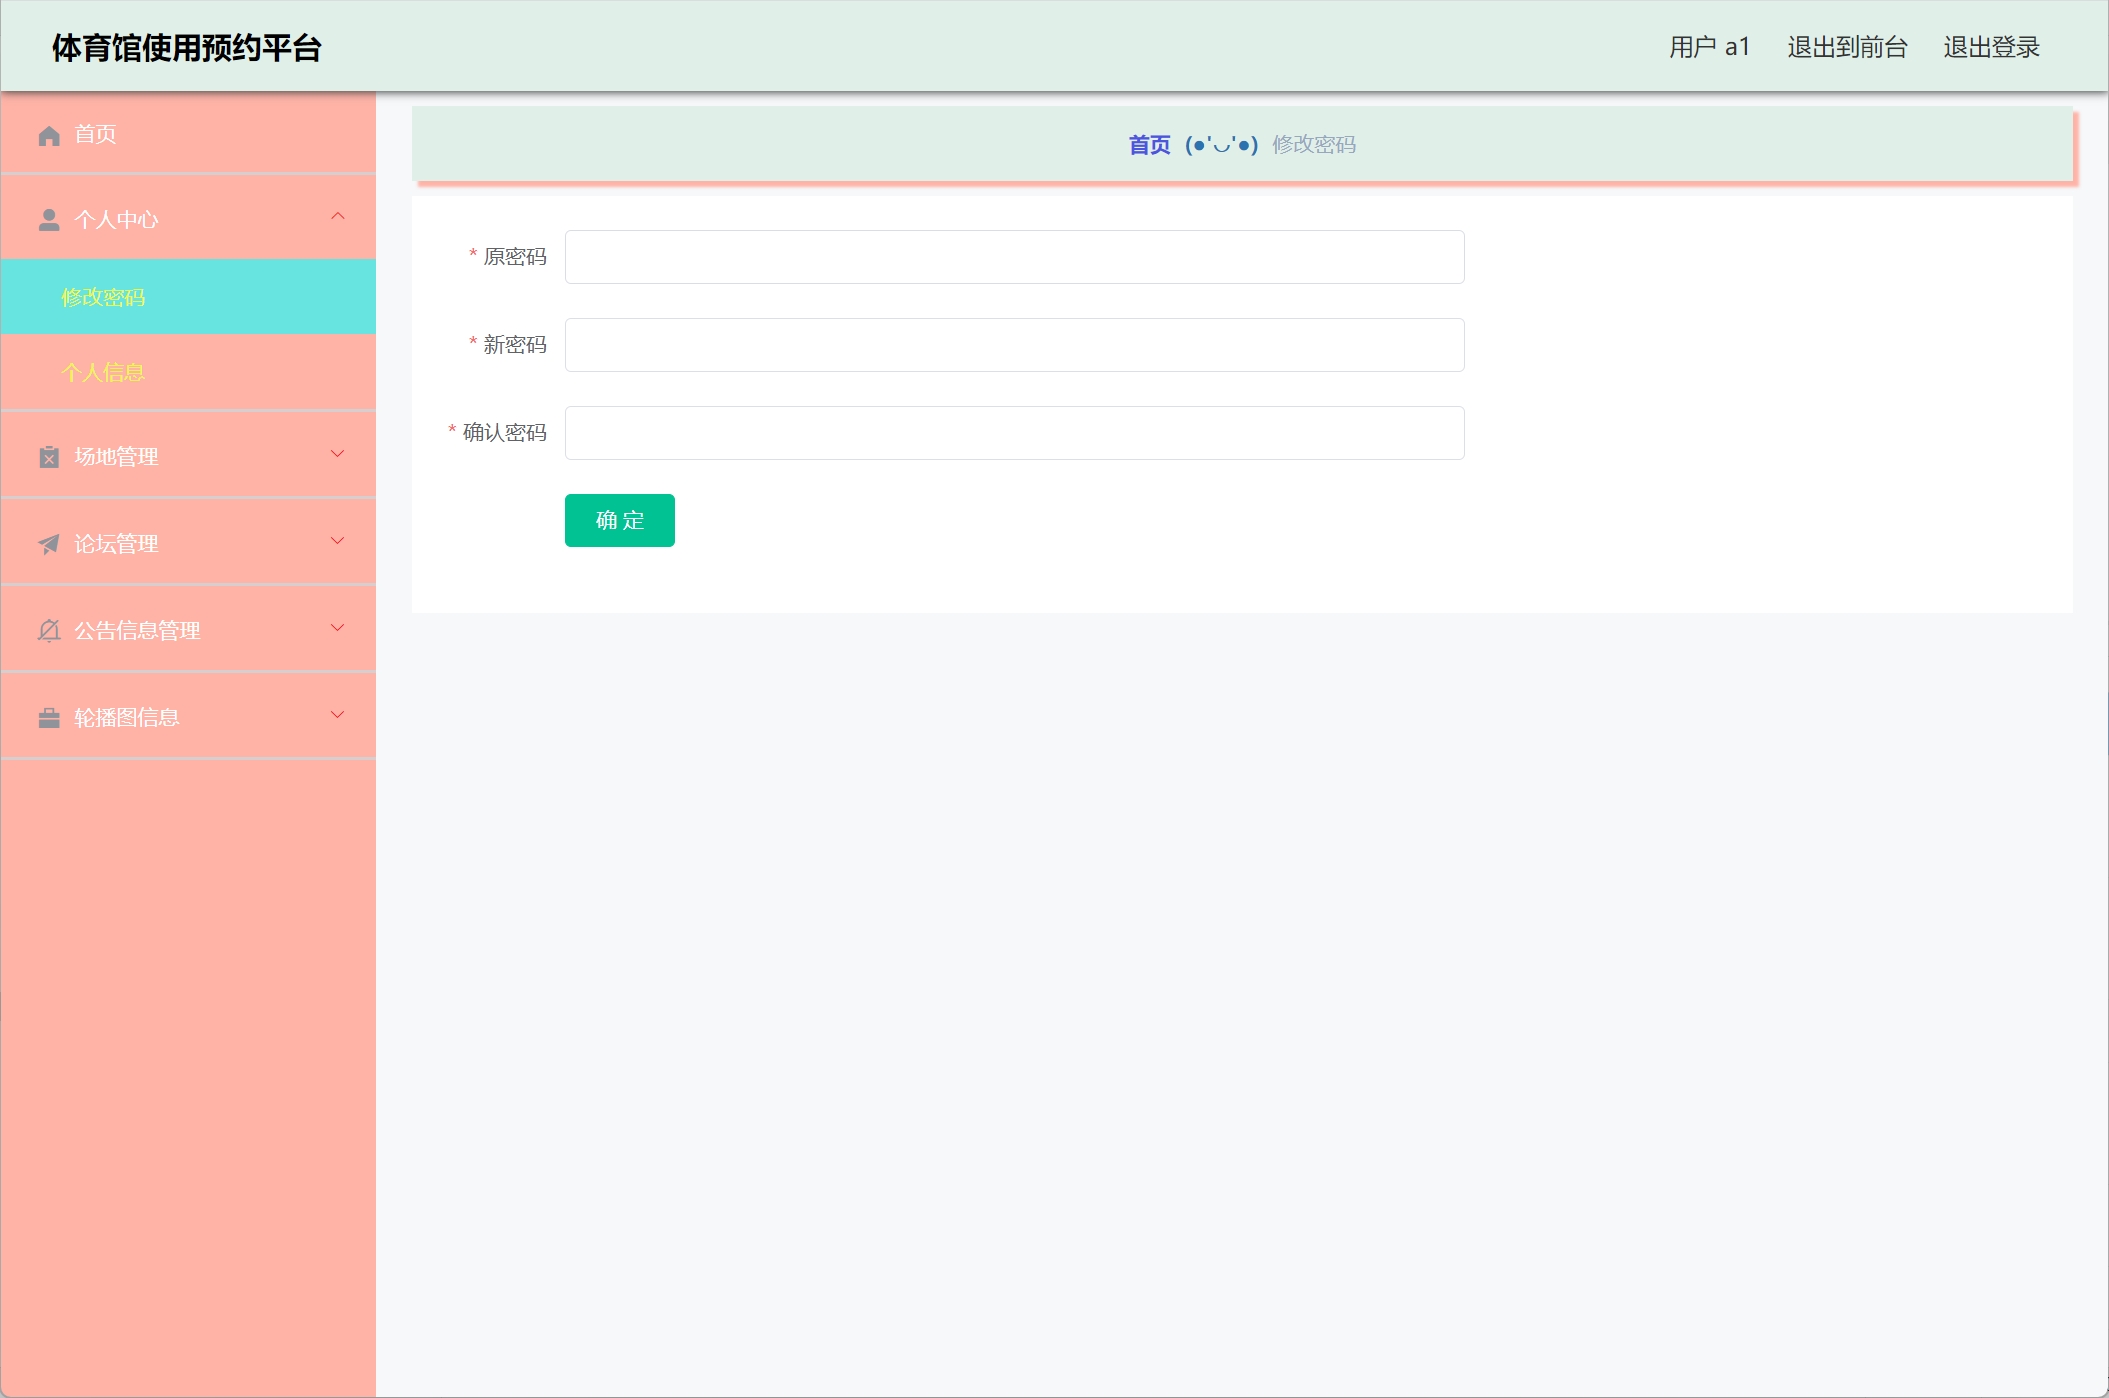 体育馆使用预约平台
用户 a1 退出到前台 退出登录
首页
个人中心
修改密码
个人信息
场地管理
论坛管理
公告信息管理
轮播图信息
首页 (●'◡'●) 修改密码
* 原密码
* 新密码
* 确认密码
确 定